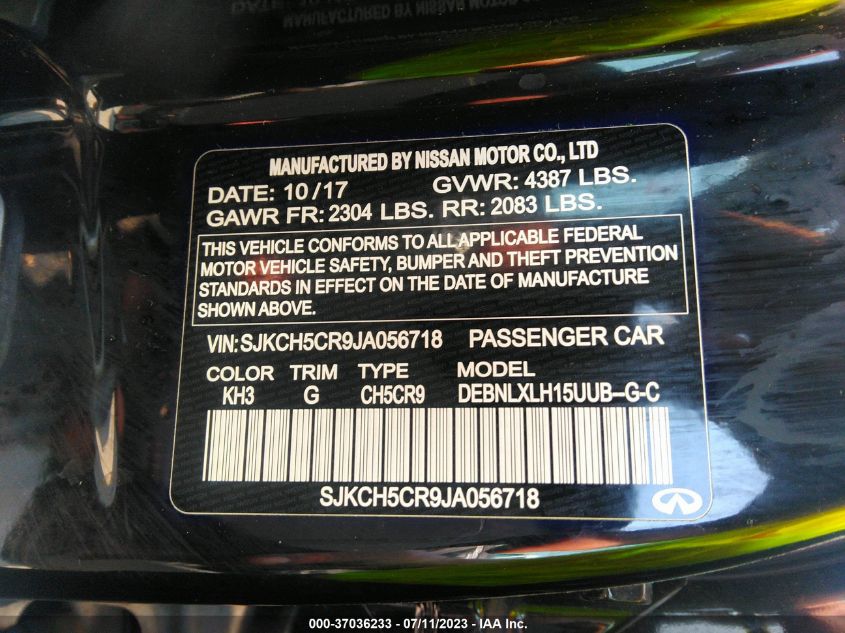 MANUFACTURED BY NISSAN MOTOR CO., LTD
DATE: 10/17 GVWR: 4387 LBS.
GAWR FR: 2304 LBS. RR: 2083 LBS.
THIS VEHICLE CONFORMS TO ALL APPLICABLE FEDERAL
MOTOR VEHICLE SAFETY, BUMPER AND THEFT PREVENTION
STANDARDS IN EFFECT ON THE DATE OF MANUFACTURE
SHOWN ABOVE.
VIN: SJKCH5CR9JA056718 PASSENGER CAR
COLOR TRIM TYPE MODEL
KH3 G CH5CR9 DEBNLXLH15UUB--G-C
SJKCH5CR9JA056718
000-37036233 - 07/11/2023 - IAA Inc.